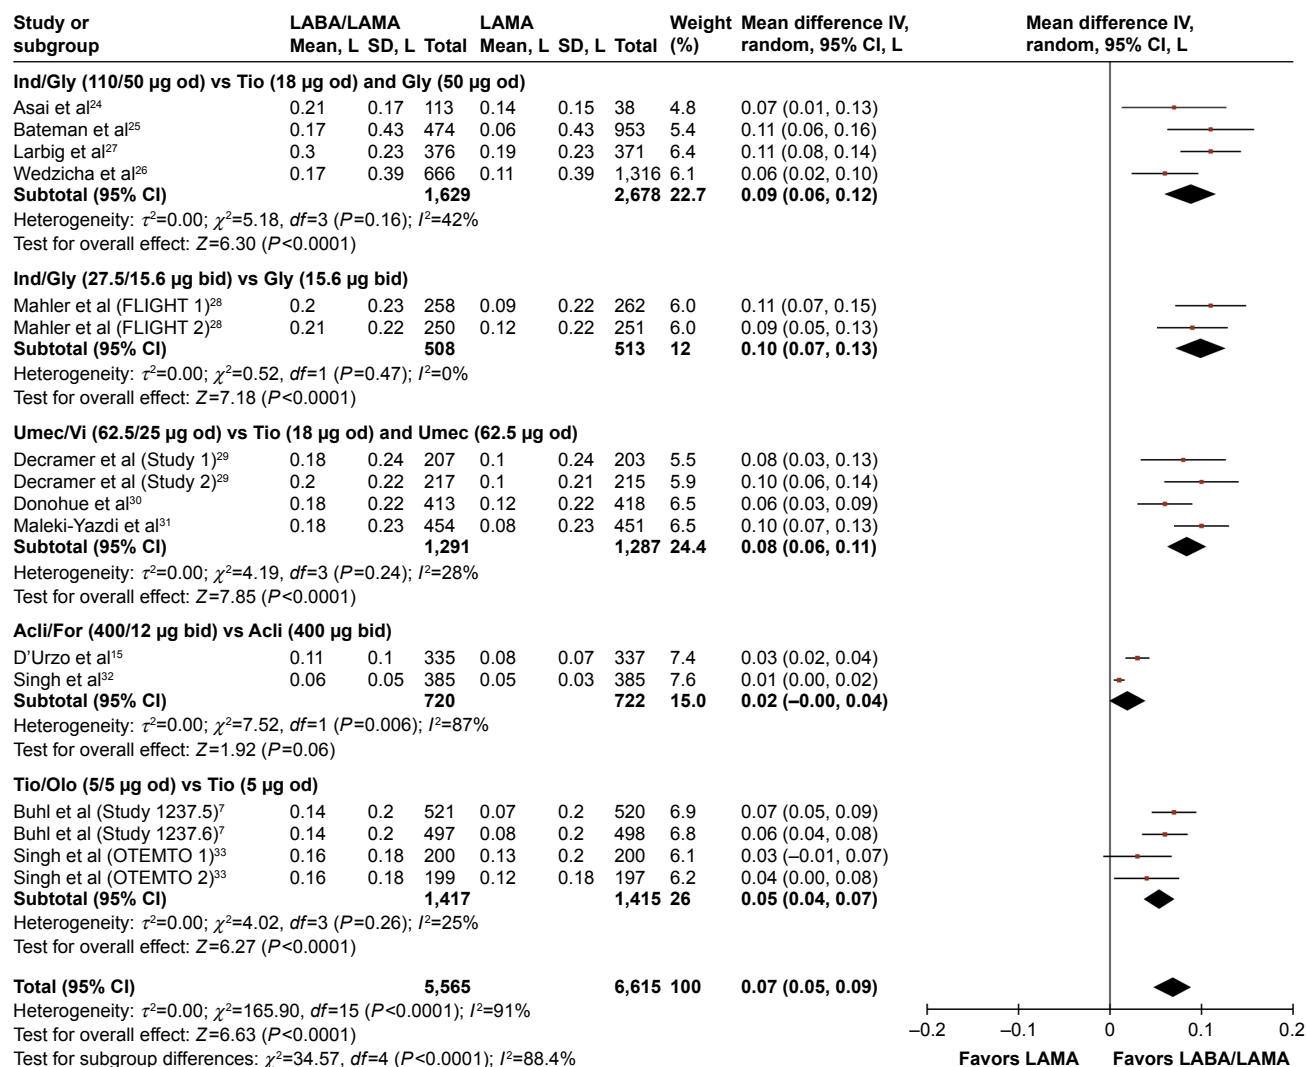 Study or LABA/LAMA LAMA Weight Mean difference IV, Mean difference IV,
subgroup Mean, L SD, L Total Mean, L SD, L Total (%) random, 95% CI, L random, 95% CI, L
Ind/Gly (110/50 µg od) vs Tio (18 µg od) and Gly (50 µg od)
Asai et al²⁴ 0.21 0.17 113 0.14 0.15 38 4.8 0.07 (0.01, 0.13)
Bateman et al²⁵ 0.17 0.43 474 0.06 0.43 953 5.4 0.11 (0.06, 0.16)
Larbig et al²⁷ 0.3 0.23 376 0.19 0.23 371 6.4 0.11 (0.08, 0.14)
Wedzicha et al²⁶ 0.17 0.39 666 0.11 0.39 1,316 6.1 0.06 (0.02, 0.10)
Subtotal (95% CI) 1,629 2,678 22.7 0.09 (0.06, 0.12)
Heterogeneity: τ²=0.00; χ²=5.18, df=3 (P=0.16); I²=42%
Test for overall effect: Z=6.30 (P<0.0001)
Ind/Gly (27.5/15.6 µg bid) vs Gly (15.6 µg bid)
Mahler et al (FLIGHT 1)²⁸ 0.2 0.23 258 0.09 0.22 262 6.0 0.11 (0.07, 0.15)
Mahler et al (FLIGHT 2)²⁸ 0.21 0.22 250 0.12 0.22 251 6.0 0.09 (0.05, 0.13)
Subtotal (95% CI) 508 513 12 0.10 (0.07, 0.13)
Heterogeneity: τ²=0.00; χ²=0.52, df=1 (P=0.47); I²=0%
Test for overall effect: Z=7.18 (P<0.0001)
Umec/Vi (62.5/25 µg od) vs Tio (18 µg od) and Umec (62.5 µg od)
Decramer et al (Study 1)²⁹ 0.18 0.24 207 0.1 0.24 203 5.5 0.08 (0.03, 0.13)
Decramer et al (Study 2)²⁹ 0.2 0.22 217 0.1 0.21 215 5.9 0.10 (0.06, 0.14)
Donohue et al³⁰ 0.18 0.22 413 0.12 0.22 418 6.5 0.06 (0.03, 0.09)
Maleki-Yazdi et al³¹ 0.18 0.23 454 0.08 0.23 451 6.5 0.10 (0.07, 0.13)
Subtotal (95% CI) 1,291 1,287 24.4 0.08 (0.06, 0.11)
Heterogeneity: τ²=0.00; χ²=4.19, df=3 (P=0.24); I²=28%
Test for overall effect: Z=7.85 (P<0.0001)
Acli/For (400/12 µg bid) vs Acli (400 µg bid)
D'Urzo et al¹⁵ 0.11 0.1 335 0.08 0.07 337 7.4 0.03 (0.02, 0.04)
Singh et al³² 0.06 0.05 385 0.05 0.03 385 7.6 0.01 (0.00, 0.02)
Subtotal (95% CI) 720 722 15.0 0.02 (–0.00, 0.04)
Heterogeneity: τ²=0.00; χ²=7.52, df=1 (P=0.006); I²=87%
Test for overall effect: Z=1.92 (P=0.06)
Tio/Olo (5/5 µg od) vs Tio (5 µg od)
Buhl et al (Study 1237.5)⁷ 0.14 0.2 521 0.07 0.2 520 6.9 0.07 (0.05, 0.09)
Buhl et al (Study 1237.6)⁷ 0.14 0.2 497 0.08 0.2 498 6.8 0.06 (0.04, 0.08)
Singh et al (OTEMTO 1)³³ 0.16 0.18 200 0.13 0.2 200 6.1 0.03 (–0.01, 0.07)
Singh et al (OTEMTO 2)³³ 0.16 0.18 199 0.12 0.18 197 6.2 0.04 (0.00, 0.08)
Subtotal (95% CI) 1,417 1,415 26 0.05 (0.04, 0.07)
Heterogeneity: τ²=0.00; χ²=4.02, df=3 (P=0.26); I²=25%
Test for overall effect: Z=6.27 (P<0.0001)
Total (95% CI) 5,565 6,615 100 0.07 (0.05, 0.09)
Heterogeneity: τ²=0.00; χ²=165.90, df=15 (P<0.0001); I²=91%
Test for overall effect: Z=6.63 (P<0.0001)
Test for subgroup differences: χ²=34.57, df=4 (P<0.0001); I²=88.4%
–0.2 –0.1 0 0.1 0.2
Favors LAMA Favors LABA/LAMA